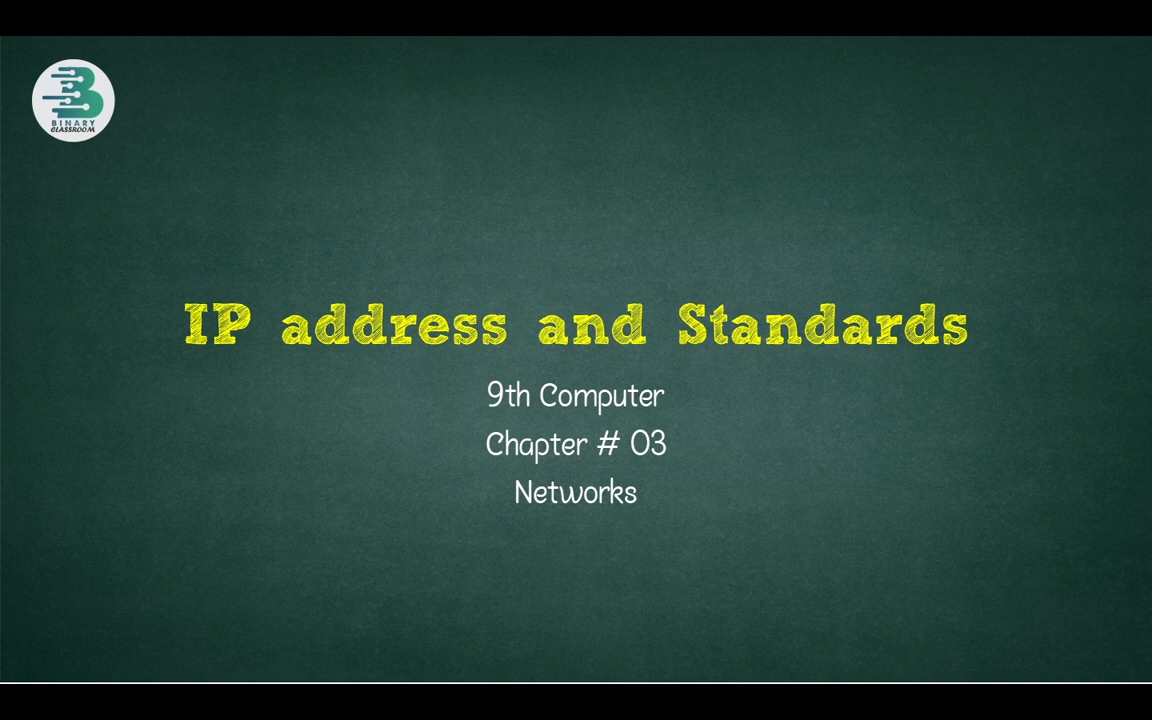 BINARY
CLASSROOM
IP address and Standards
9th Computer
Chapter # 03
Networks